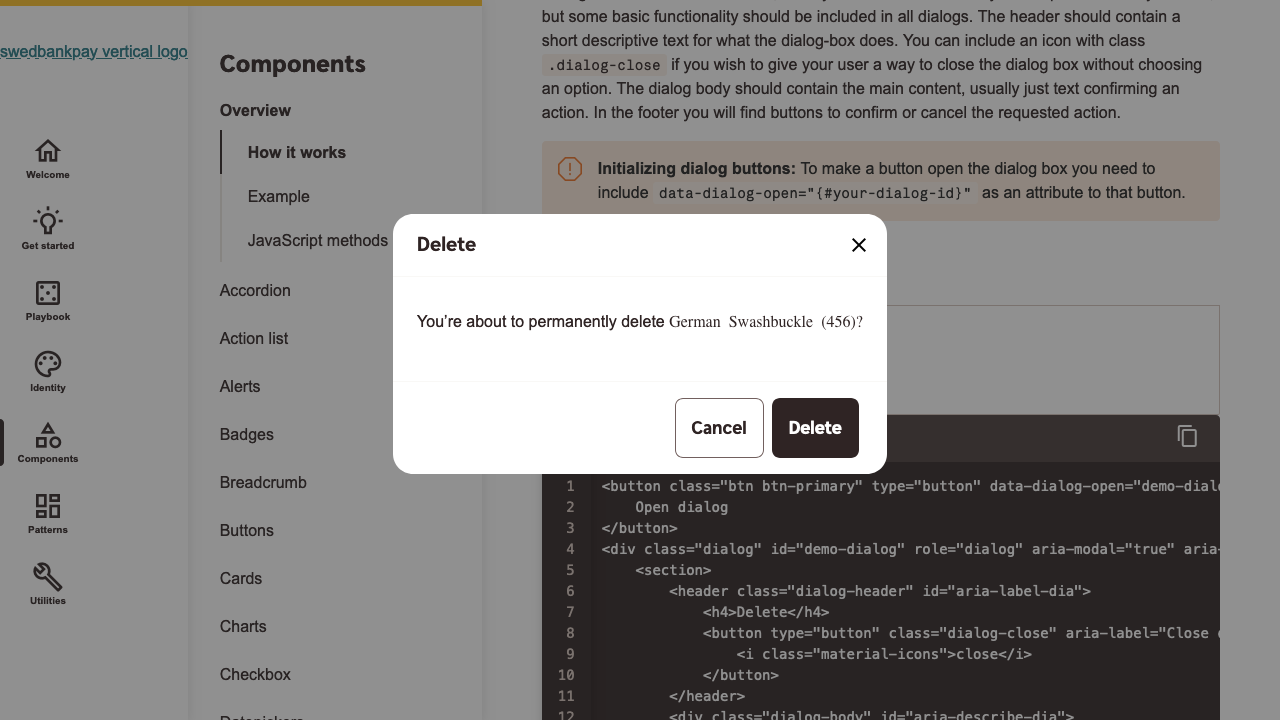 swedbankpay vertical logo
Welcome
Get started
Playbook
Identity
Components
Patterns
Utilities
Components
Overview
How it works
Example
JavaScript methods
Accordion
Action list
Alerts
Badges
Breadcrumb
Buttons
Cards
Charts
Checkbox
but some basic functionality should be included in all dialogs. The header should contain a
short descriptive text for what the dialog-box does. You can include an icon with class
.dialog-close if you wish to give your user a way to close the dialog box without choosing
an option. The dialog body should contain the main content, usually just text confirming an
action. In the footer you will find buttons to confirm or cancel the requested action.
Initializing dialog buttons: To make a button open the dialog box you need to
include data-dialog-open="{#your-dialog-id}" as an attribute to that button.
Delete
You’re about to permanently delete German Swashbuckle (456)?
Cancel
Delete
1 <button class="btn btn-primary" type="button" data-dialog-open="demo-dial
2 Open dialog
3 </button>
4 <div class="dialog" id="demo-dialog" role="dialog" aria-modal="true" aria-
5 <section>
6 <header class="dialog-header" id="aria-label-dia">
7 <h4>Delete</h4>
8 <button type="button" class="dialog-close" aria-label="Close
9 <i class="material-icons">close</i>
10 </button>
11 </header>
12 <div class="dialog-body" id="aria-describe-dia">